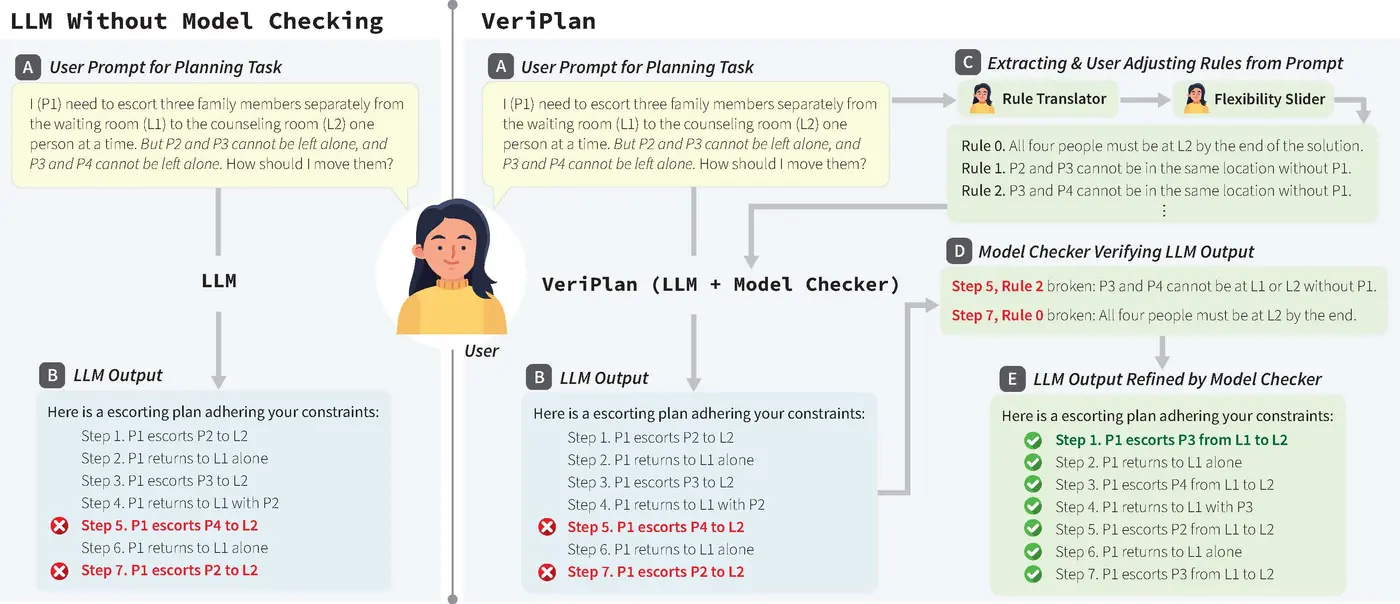 LLM Without Model Checking
A User Prompt for Planning Task
I (P1) need to escort three family members separately from
the waiting room (L1) to the counseling room (L2) one
person at a time. But P2 and P3 cannot be left alone, and
P3 and P4 cannot be left alone. How should I move them?
LLM
B LLM Output
Here is a escorting plan adhering your constraints:
Step 1. P1 escorts P2 to L2
Step 2. P1 returns to L1 alone
Step 3. P1 escorts P3 to L2
Step 4. P1 returns to L1 with P2
Step 5. P1 escorts P4 to L2
Step 6. P1 returns to L1 alone
Step 7. P1 escorts P2 to L2
User
VeriPlan
A User Prompt for Planning Task
I (P1) need to escort three family members separately from
the waiting room (L1) to the counseling room (L2) one
person at a time. But P2 and P3 cannot be left alone, and
P3 and P4 cannot be left alone. How should I move them?
VeriPlan (LLM + Model Checker)
B LLM Output
Here is a escorting plan adhering your constraints:
Step 1. P1 escorts P2 to L2
Step 2. P1 returns to L1 alone
Step 3. P1 escorts P3 to L2
Step 4. P1 returns to L1 with P2
Step 5. P1 escorts P4 to L2
Step 6. P1 returns to L1 alone
Step 7. P1 escorts P2 to L2
C Extracting & User Adjusting Rules from Prompt
Rule Translator
Flexibility Slider
Rule 0. All four people must be at L2 by the end of the solution.
Rule 1. P2 and P3 cannot be in the same location without P1.
Rule 2. P3 and P4 cannot be in the same location without P1.
⋮
D Model Checker Verifying LLM Output
Step 5, Rule 2 broken: P3 and P4 cannot be at L1 or L2 without P1.
Step 7, Rule 0 broken: All four people must be at L2 by the end.
E LLM Output Refined by Model Checker
Here is a escorting plan adhering your constraints:
Step 1. P1 escorts P3 from L1 to L2
Step 2. P1 returns to L1 alone
Step 3. P1 escorts P4 from L1 to L2
Step 4. P1 returns to L1 with P3
Step 5. P1 escorts P2 from L1 to L2
Step 6. P1 returns to L1 alone
Step 7. P1 escorts P3 from L1 to L2